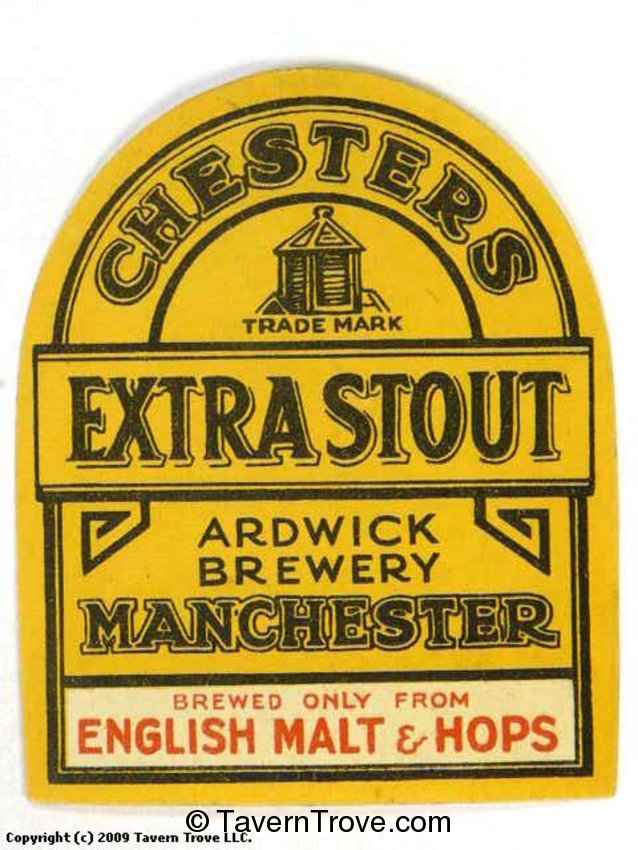 CHESTERS
TRADE MARK
EXTRA STOUT
ARDWICK
BREWERY
MANCHESTER
BREWED ONLY FROM
ENGLISH MALT & HOPS
© TavernTrove.com
Copyright (c) 2009 Tavern Trove LLC.